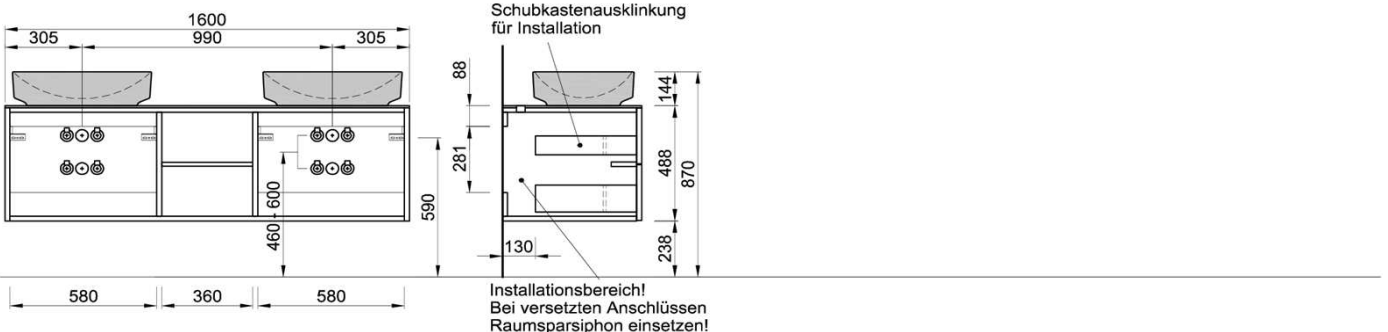 1600
305
990
305
460 - 600
590
580
360
580
Schubkastenausklinkung
für Installation
88
281
130
144
488
870
238
Installationsbereich!
Bei versetzten Anschlüssen
Raumsparsiphon einsetzen!